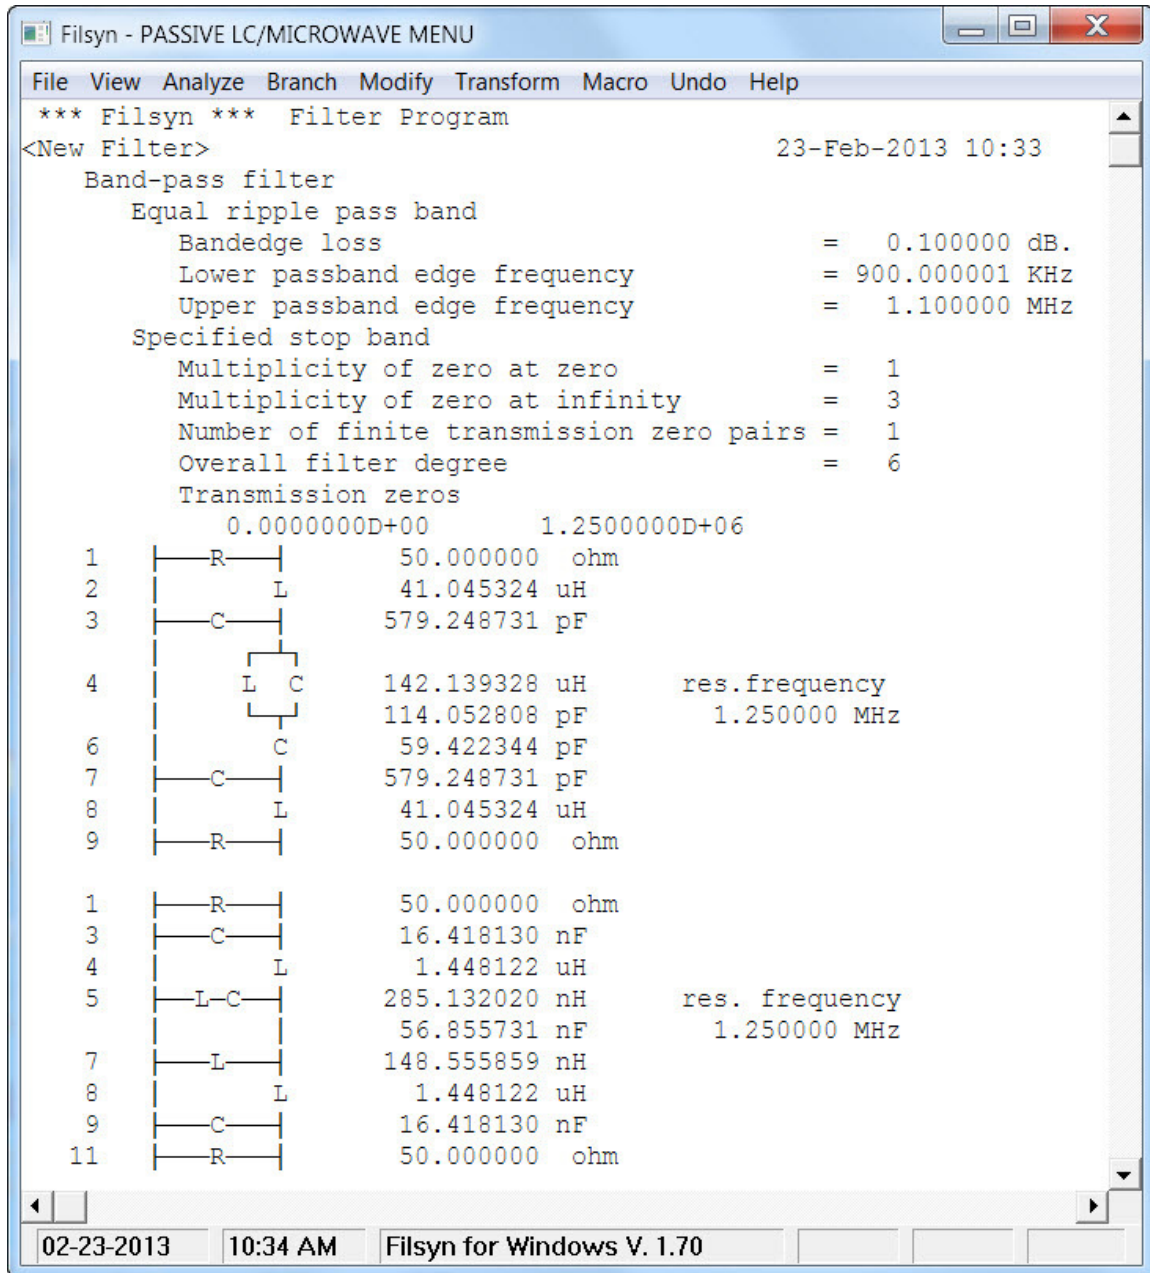 Filsyn - PASSIVE LC/MICROWAVE MENU
File View Analyze Branch Modify Transform Macro Undo Help
*** Filsyn *** Filter Program
<New Filter> 23-Feb-2013 10:33
Band-pass filter
Equal ripple pass band
Bandedge loss = 0.100000 dB.
Lower passband edge frequency = 900.000001 KHz
Upper passband edge frequency = 1.100000 MHz
Specified stop band
Multiplicity of zero at zero = 1
Multiplicity of zero at infinity = 3
Number of finite transmission zero pairs = 1
Overall filter degree = 6
Transmission zeros
0.0000000D+00 1.2500000D+06
1 R 50.000000 ohm
2 L 41.045324 uH
3 C 579.248731 pF
4 L C 142.139328 uH res.frequency
114.052808 pF 1.250000 MHz
6 C 59.422344 pF
7 C 579.248731 pF
8 L 41.045324 uH
9 R 50.000000 ohm
1 R 50.000000 ohm
3 C 16.418130 nF
4 L 1.448122 uH
5 L-C 285.132020 nH res. frequency
56.855731 nF 1.250000 MHz
7 L 148.555859 nH
8 L 1.448122 uH
9 C 16.418130 nF
11 R 50.000000 ohm
02-23-2013 10:34 AM Filsyn for Windows V. 1.70